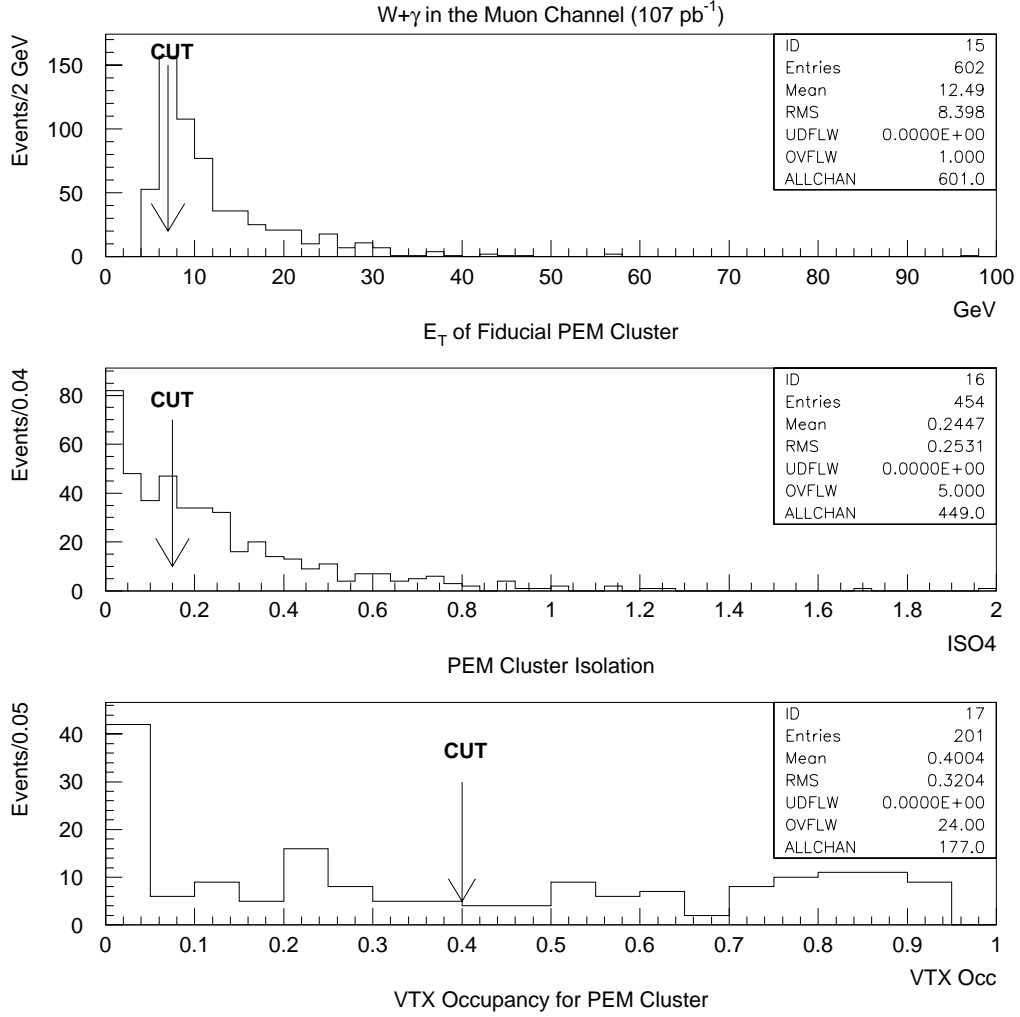 W+γ in the Muon Channel (107 pb-1)
Events/2 GeV
150
100
50
0
CUT
ID 15
Entries 602
Mean 12.49
RMS 8.398
UDFLW 0.0000E+00
OVFLW 1.000
ALLCHAN 601.0
0 10 20 30 40 50 60 70 80 90 100
GeV
ET of Fiducial PEM Cluster
Events/0.04
80
60
40
20
0
CUT
ID 16
Entries 454
Mean 0.2447
RMS 0.2531
UDFLW 0.0000E+00
OVFLW 5.000
ALLCHAN 449.0
0 0.2 0.4 0.6 0.8 1 1.2 1.4 1.6 1.8 2
ISO4
PEM Cluster Isolation
Events/0.05
40
30
20
10
0
CUT
ID 17
Entries 201
Mean 0.4004
RMS 0.3204
UDFLW 0.0000E+00
OVFLW 24.00
ALLCHAN 177.0
0 0.1 0.2 0.3 0.4 0.5 0.6 0.7 0.8 0.9 1
VTX Occ
VTX Occupancy for PEM Cluster